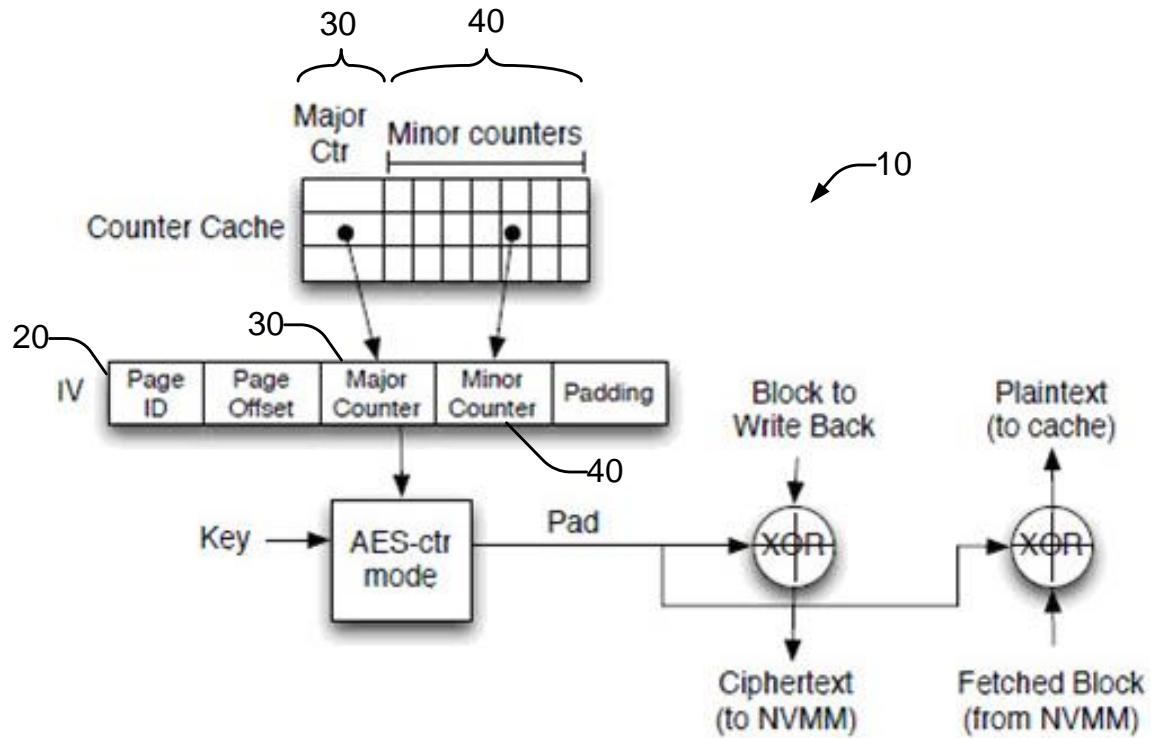 30
40
Major
Ctr
Minor counters
10
Counter Cache
20
30
IV
Page
ID
Page
Offset
Major
Counter
Minor
Counter
Padding
40
Block to
Write Back
Plaintext
(to cache)
Key
AES-ctr
mode
Pad
XOR
XOR
Ciphertext
(to NVMM)
Fetched Block
(from NVMM)